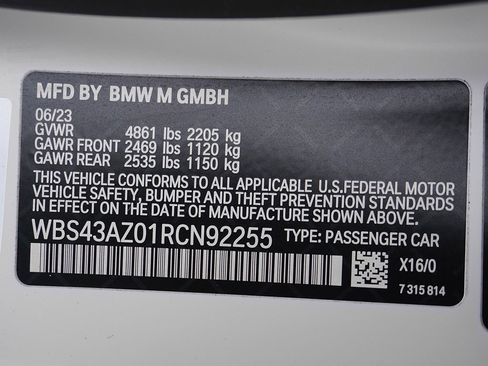 MFD BY BMW M GMBH
06/23
GVWR 4861 lbs 2205 kg
GAWR FRONT 2469 lbs 1120 kg
GAWR REAR 2535 lbs 1150 kg
THIS VEHICLE CONFORMS TO ALL APPLICABLE U.S.FEDERAL MOTOR
VEHICLE SAFETY, BUMPER AND THEFT PREVENTION STANDARDS
IN EFFECT ON THE DATE OF MANUFACTURE SHOWN ABOVE.
WBS43AZ01RCN92255 TYPE: PASSENGER CAR
X16/0
7 315 814